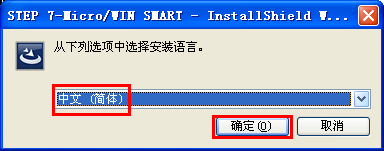 STEP 7-Micro/WIN SMART - InstallShield W...
从下列选项中选择安装语言。
中文 (简体)
确定(O)
取消